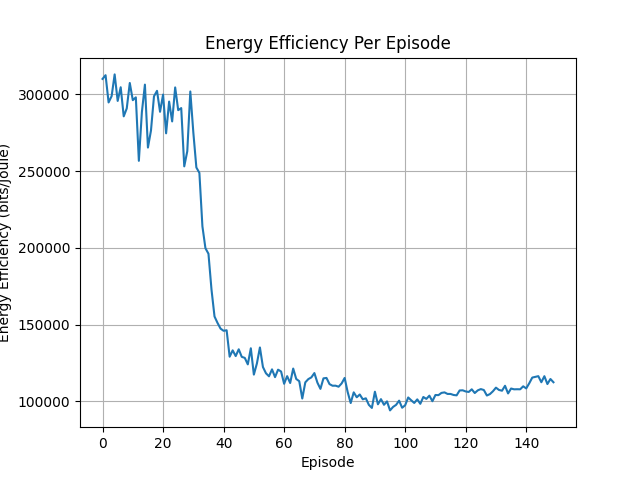 Energy Efficiency Per Episode
Energy Efficiency (bits/Joule)
300000
250000
200000
150000
100000
0 20 40 60 80 100 120 140
Episode